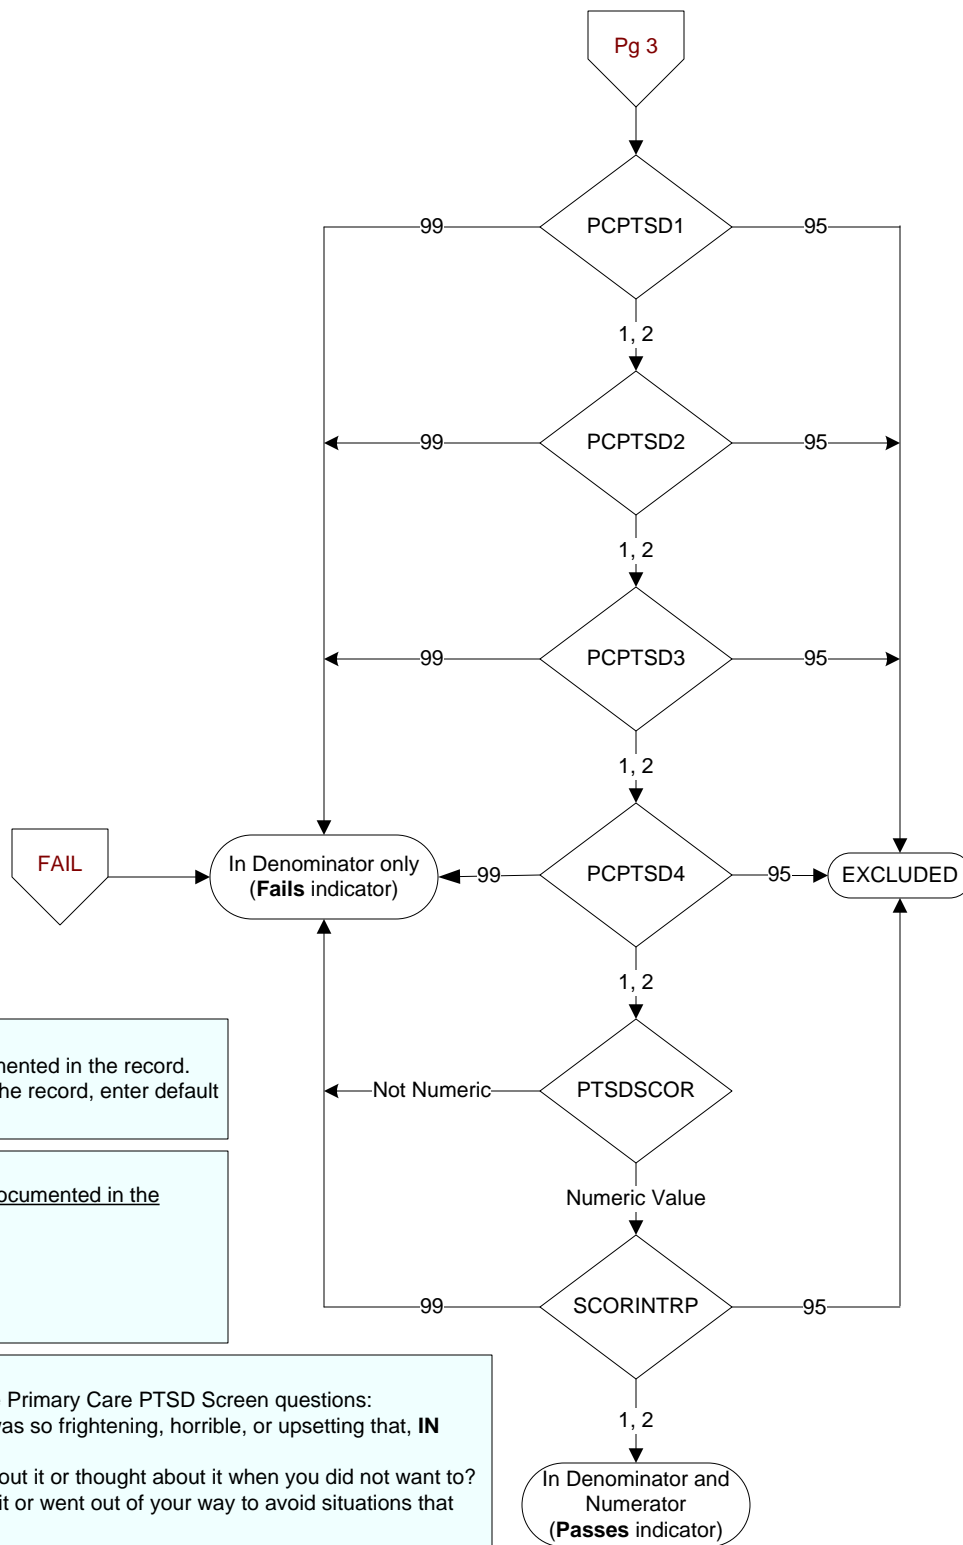 Pg 3
PCPTSD1
99
95
1, 2
PCPTSD2
99
95
1, 2
PCPTSD3
99
95
1, 2
FAIL
In Denominator only
(Fails indicator)
99
PCPTSD4
95
EXCLUDED
1, 2
PTSDSCOR
Not Numeric
Numeric Value
SCORINTRP
99
95
1, 2
In Denominator and
Numerator
(Passes indicator)
mented in the record.
he record, enter default
ocumented in the
Primary Care PTSD Screen questions:
was so frightening, horrible, or upsetting that, IN
out it or thought about it when you did not want to?
it or went out of your way to avoid situations that